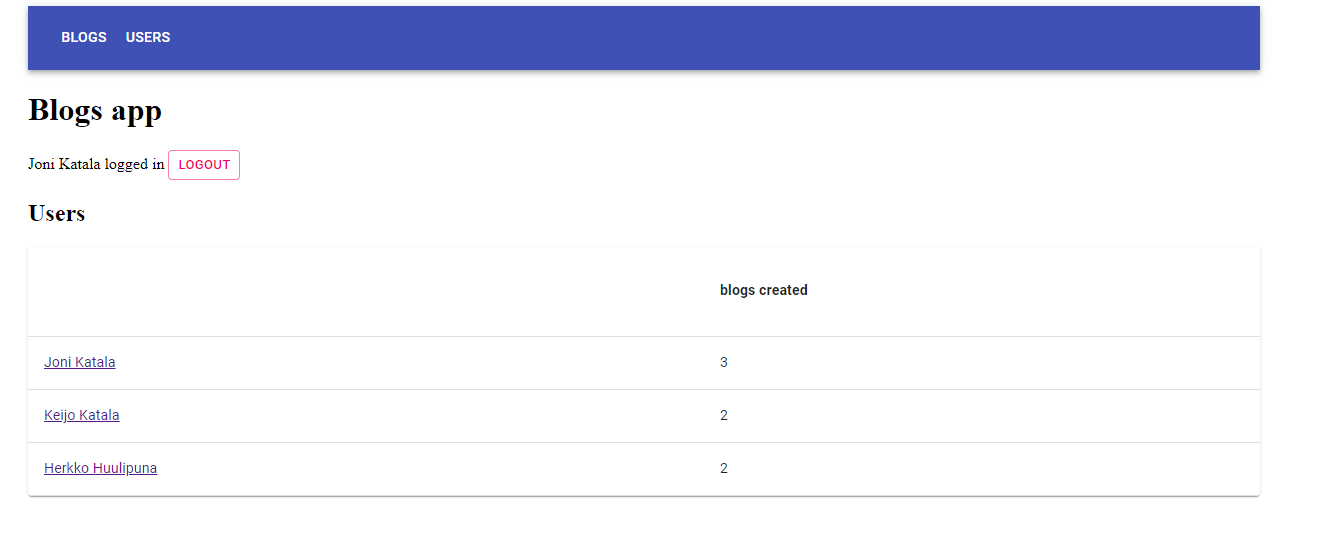 BLOGS USERS
Blogs app
Joni Katala logged in LOGOUT
Users
blogs created
Joni Katala 3
Keijo Katala 2
Herkko Huulipuna 2